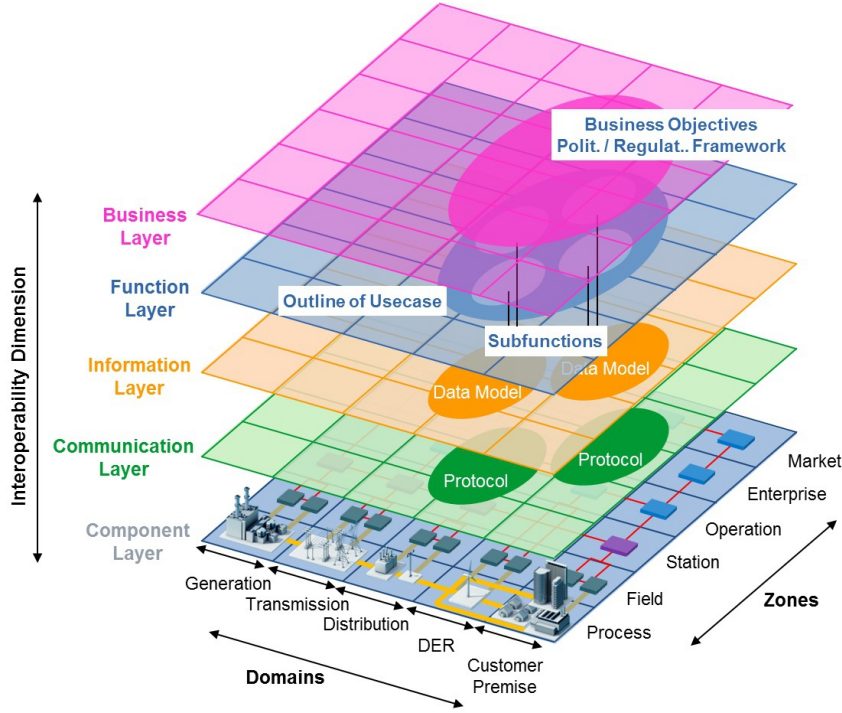 Business Objectives
Polit. / Regulat.. Framework
Business
Layer
Function
Layer
Outline of Usecase
Subfunctions
Information
Layer
Data Model
Data Model
Communication
Layer
Protocol
Protocol
Component
Layer
Interoperability Dimension
Generation
Transmission
Distribution
DER
Customer
Premise
Domains
Market
Enterprise
Operation
Station
Field
Process
Zones